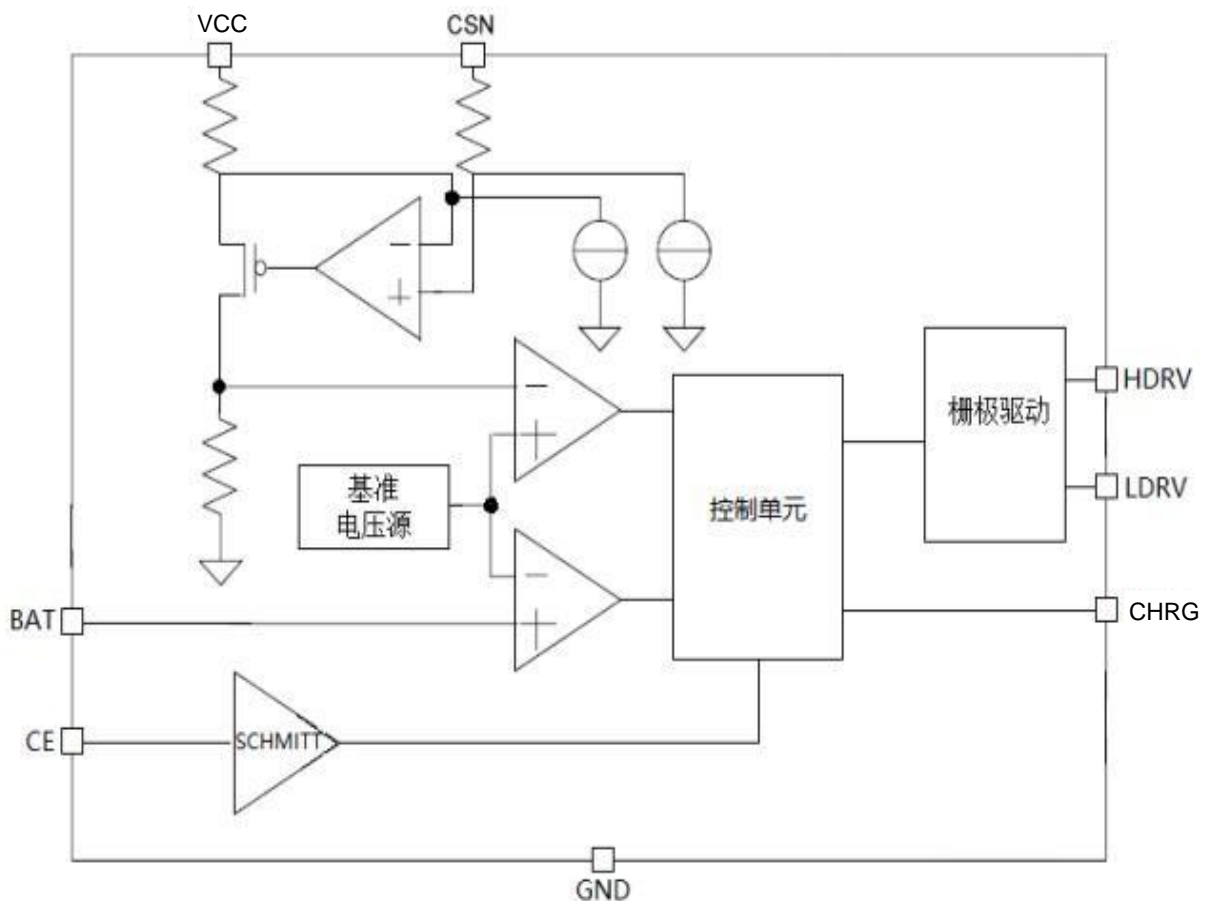 VCC
CSN
HDRV
栅极驱动
基准
电压源
控制单元
LDRV
BAT
CHRG
CE
SCHMITT
GND